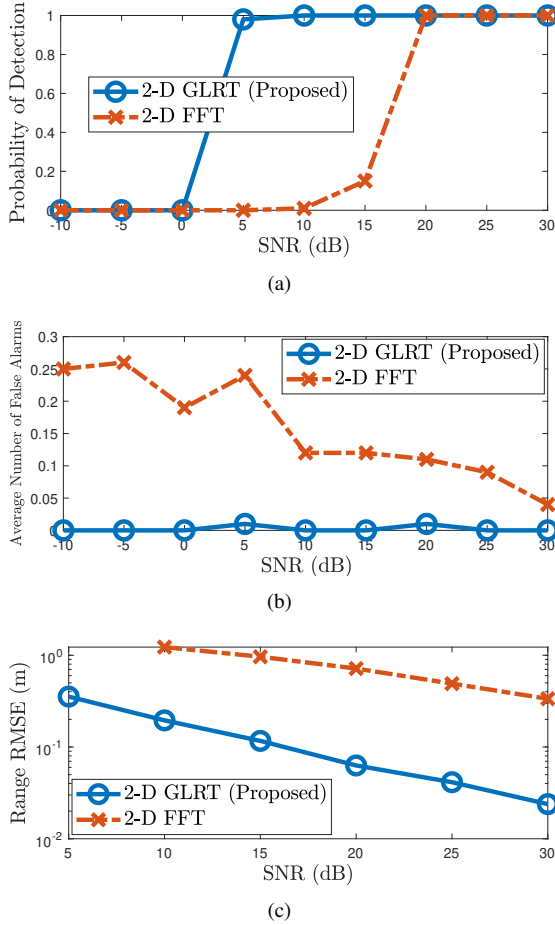 1
0.8
0.6
0.4
0.2
0
Probability of Detection
2-D GLRT (Proposed)
2-D FFT
-10 -5 0 5 10 15 20 25 30
SNR (dB)
(a)
0.3
0.25
0.2
0.15
0.1
0.05
0
Average Number of False Alarms
2-D GLRT (Proposed)
2-D FFT
-10 -5 0 5 10 15 20 25 30
SNR (dB)
(b)
10^0
10^-1
10^-2
Range RMSE (m)
2-D GLRT (Proposed)
2-D FFT
5 10 15 20 25 30
SNR (dB)
(c)